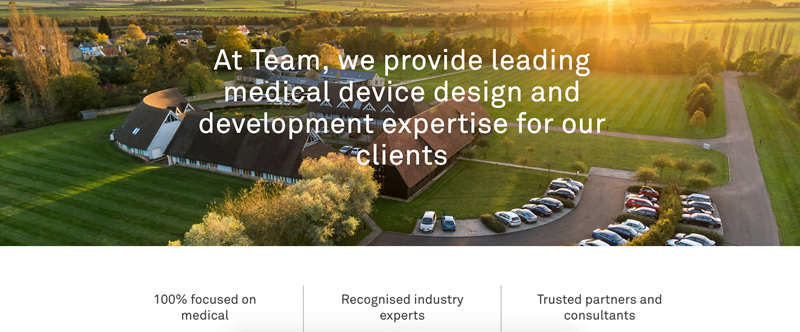 At Team, we provide leading
medical device design and
development expertise for our
clients
100% focused on
medical
Recognised industry
experts
Trusted partners and
consultants